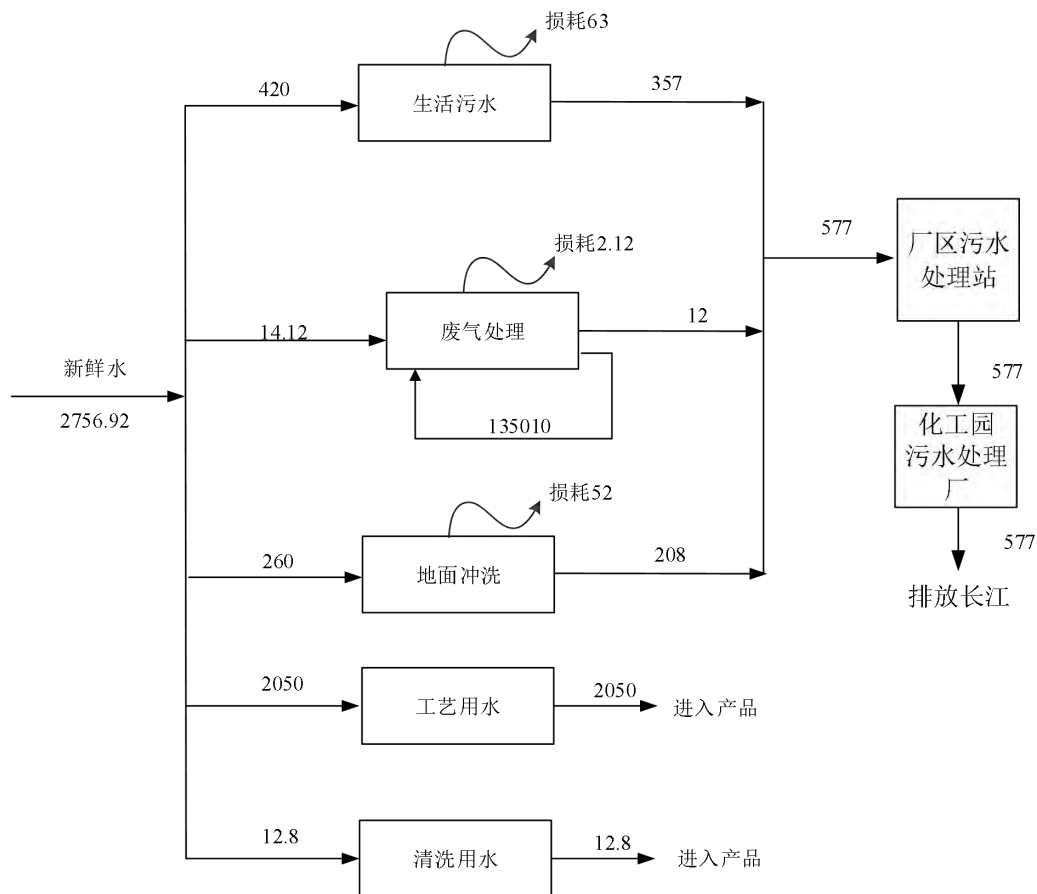 损耗63
420
生活污水
357
577
厂区污水
处理站
损耗2.12
14.12
废气处理
12
135010
新鲜水
2756.92
577
化工园
污水处理
厂
577
排放长江
损耗52
260
地面冲洗
208
2050
工艺用水
2050
进入产品
12.8
清洗用水
12.8
进入产品